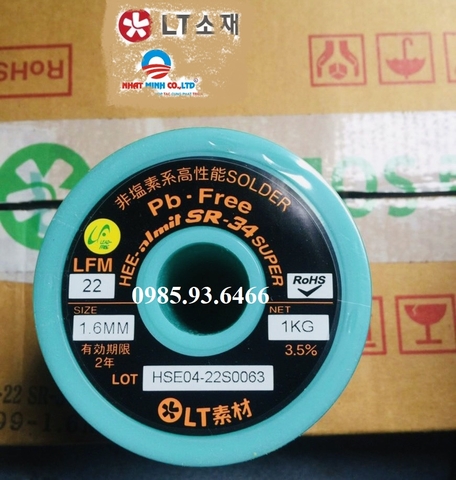 LT소재
NHAT MINH CO.,LTD
RoHS
非塩素系高性能SOLDER
Pb・Free
HEE-almit SR-34 SUPER
LFM
22
RoHS
0985.93.6466
SIZE
1.6MM
NET
1KG
有効期限
2年
3.5%
LOT HSE04-22S0063
LT素材